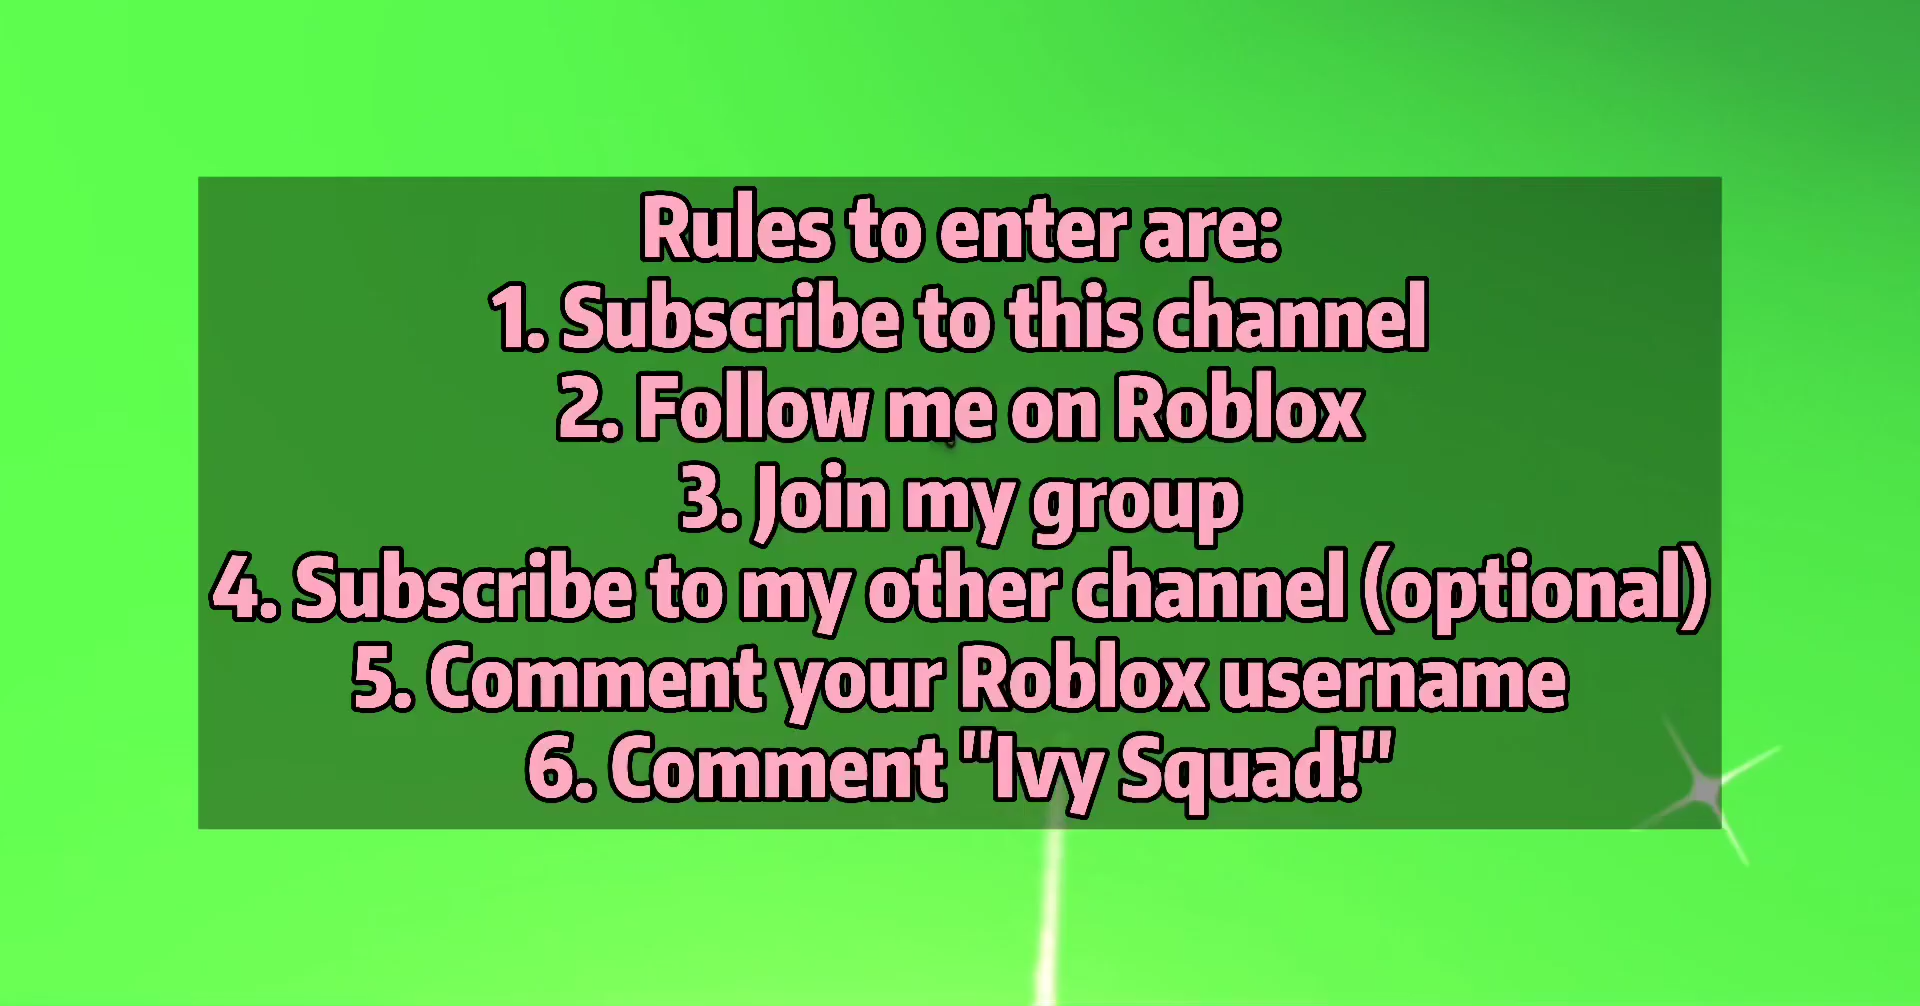 Rules to enter are:
1. Subscribe to this channel
2. Follow me on Roblox
3. Join my group
4. Subscribe to my other channel (optional)
5. Comment your Roblox username
6. Comment "Ivy Squad!"